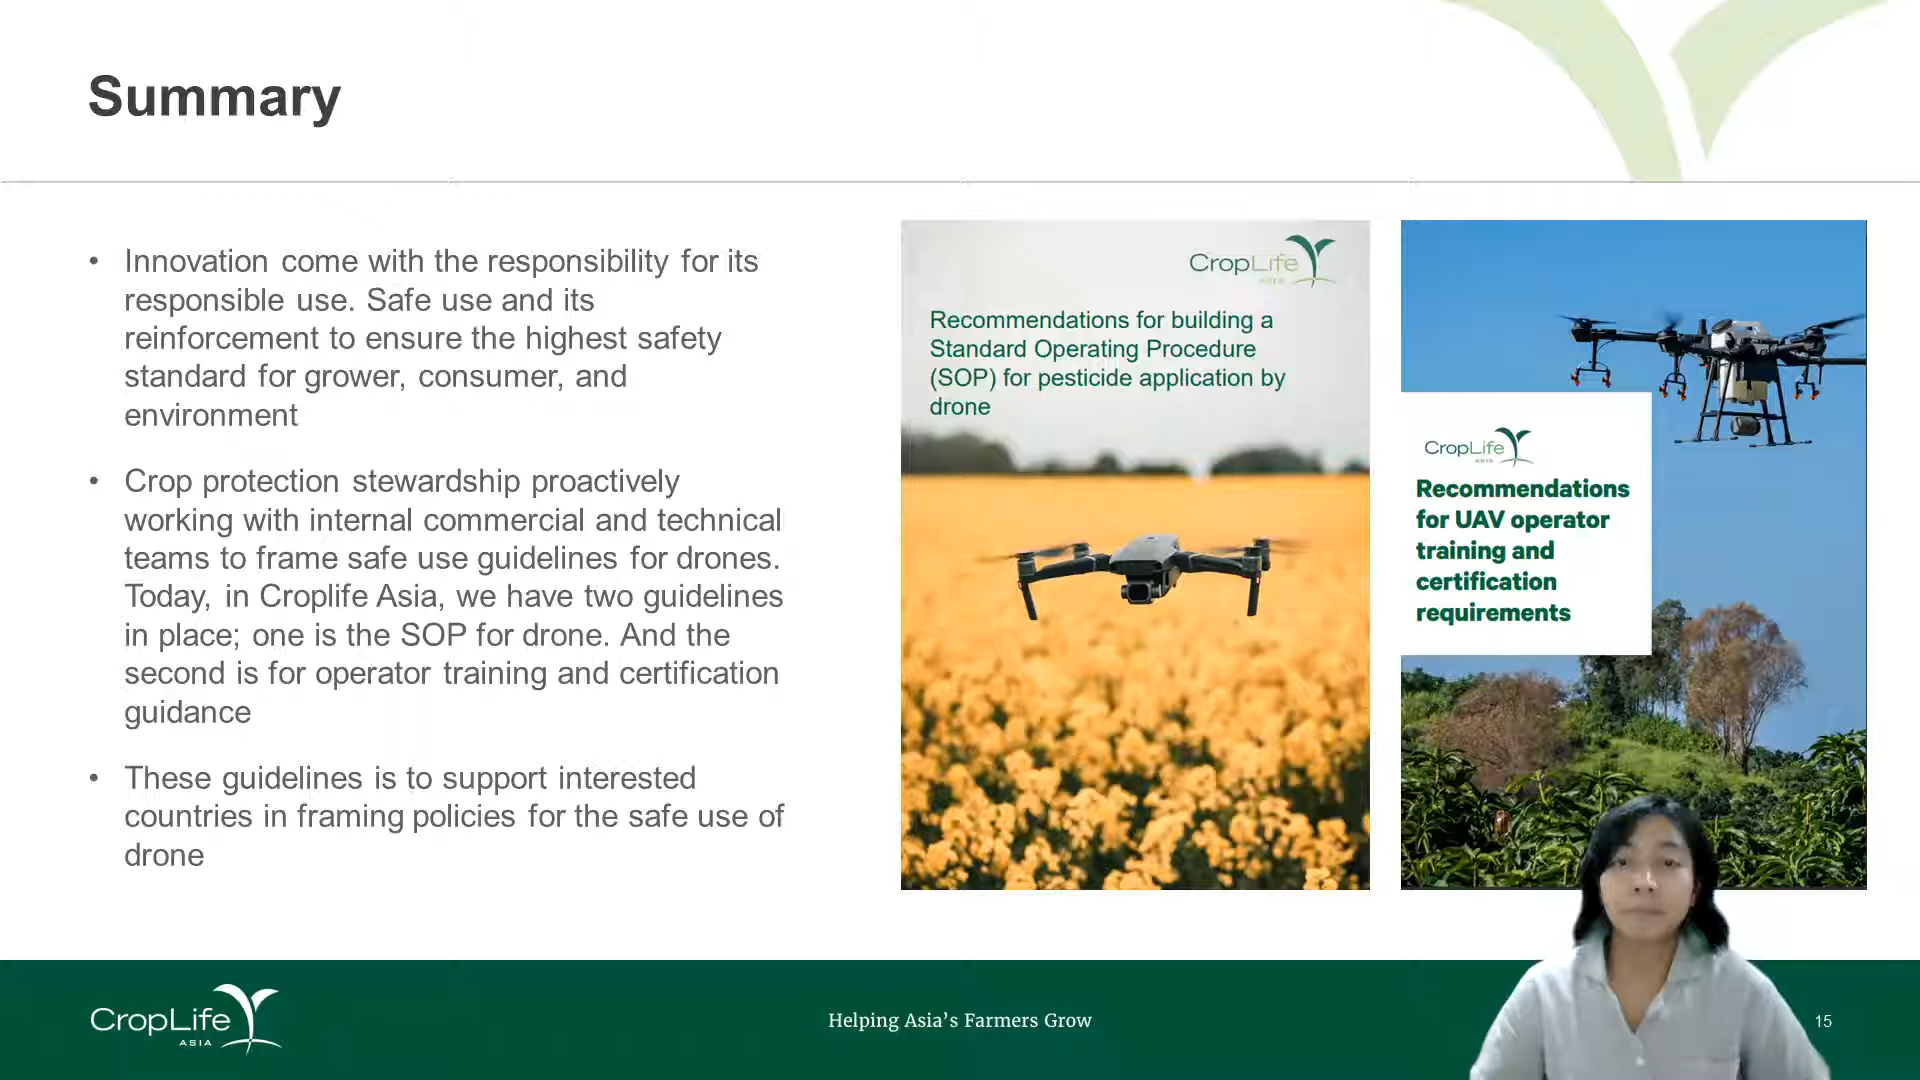 Summary
• Innovation come with the responsibility for its
responsible use. Safe use and its
reinforcement to ensure the highest safety
standard for grower, consumer, and
environment
• Crop protection stewardship proactively
working with internal commercial and technical
teams to frame safe use guidelines for drones.
Today, in Croplife Asia, we have two guidelines
in place; one is the SOP for drone. And the
second is for operator training and certification
guidance
• These guidelines is to support interested
countries in framing policies for the safe use of
drone
CropLife
ASIA
Recommendations for building a
Standard Operating Procedure
(SOP) for pesticide application by
drone
CropLife
ASIA
Recommendations
for UAV operator
training and
certification
requirements
CropLife
ASIA
Helping Asia's Farmers Grow
15